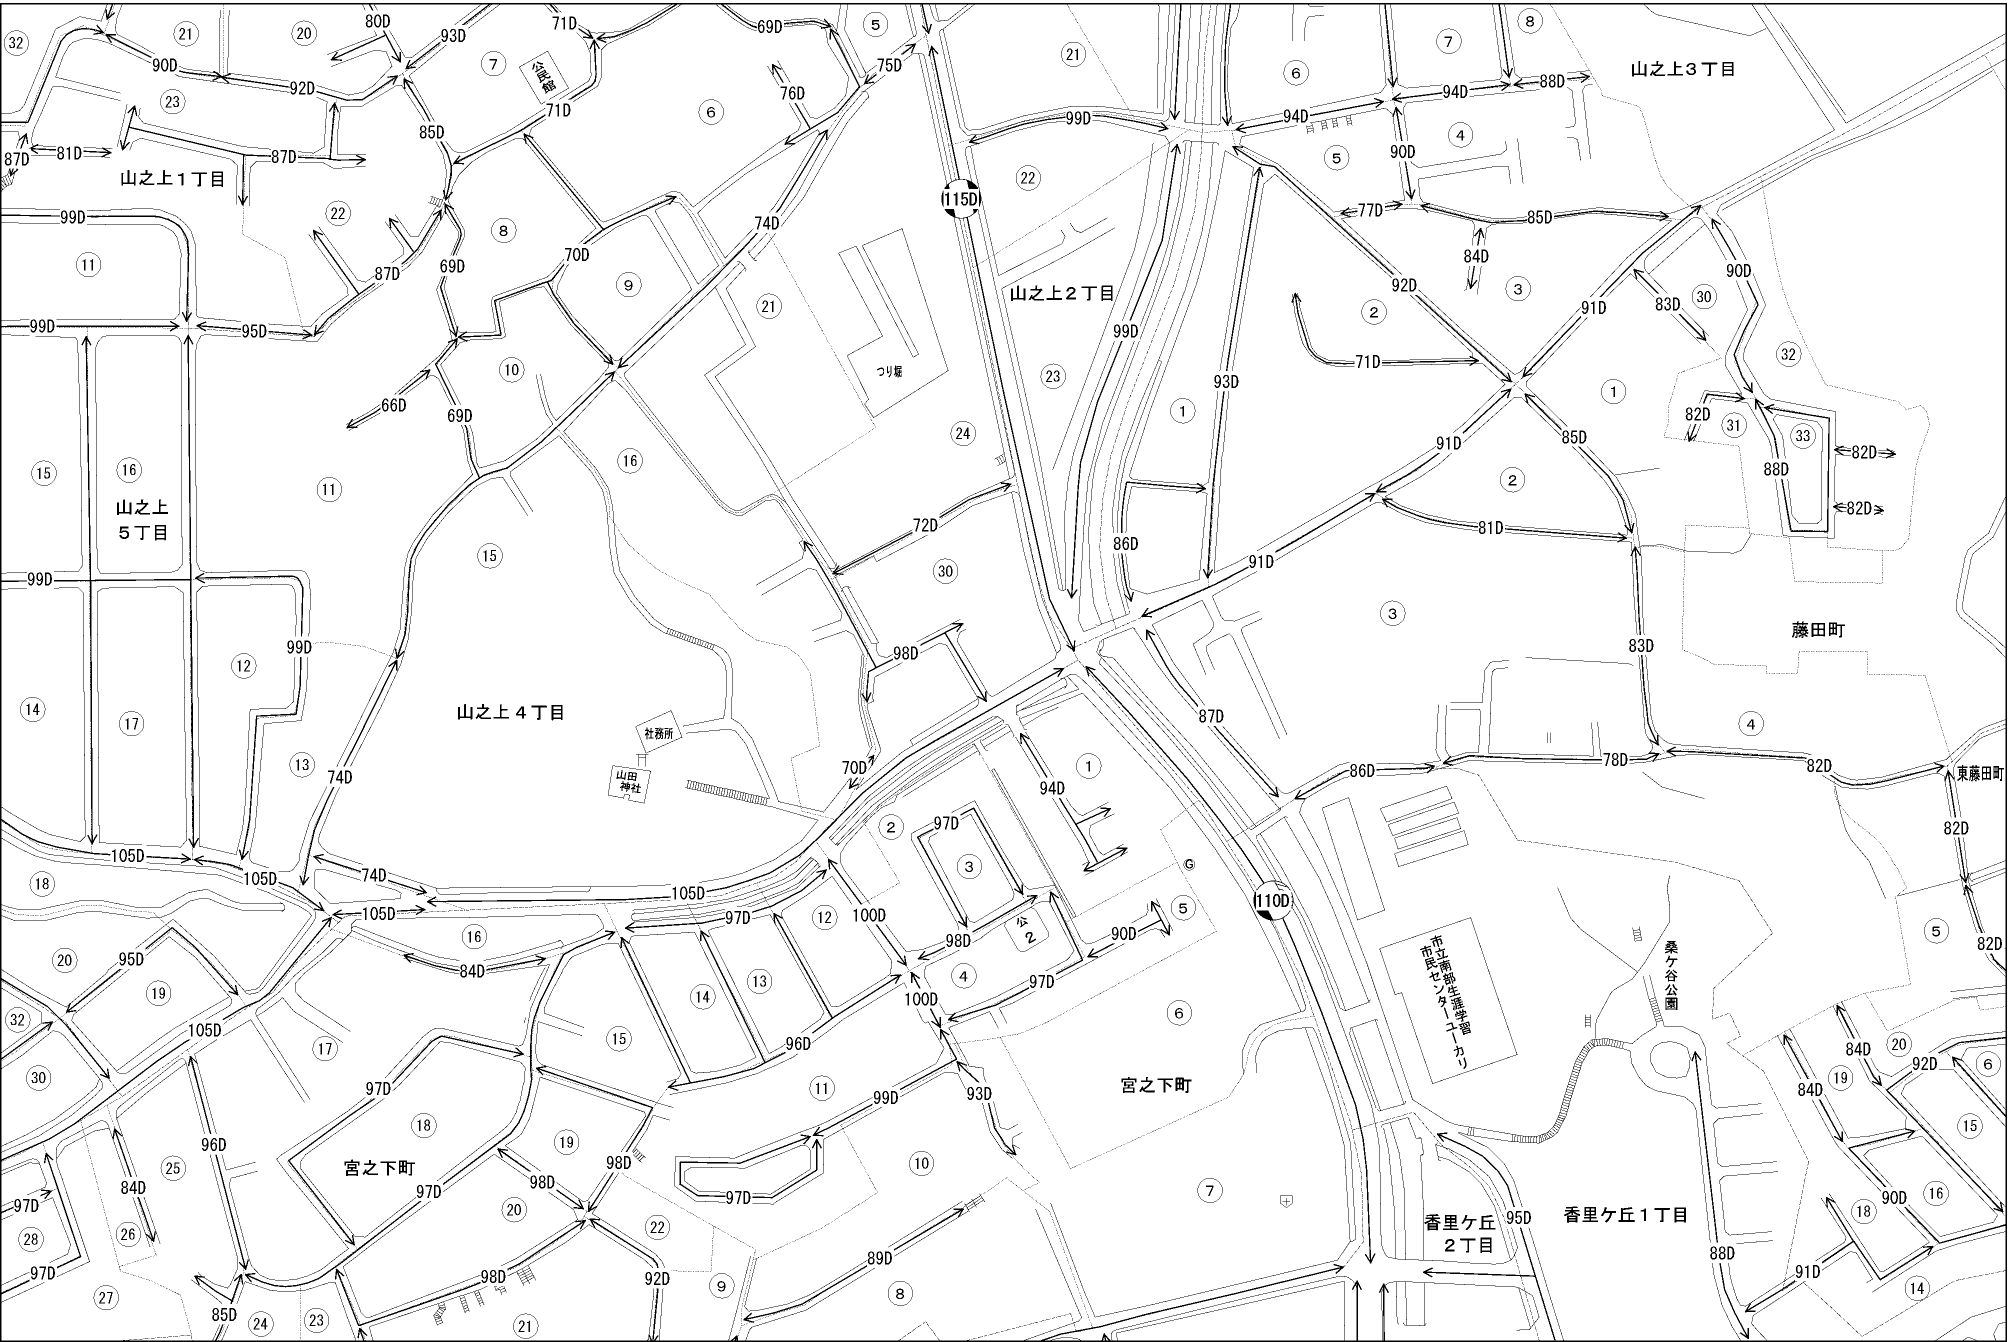 80D
71D
69D
32
21
20
93D
7
5
21
8
7
山之上3丁目
90D
公民館
75D
6
92D
76D
6
94D
88D
23
71D
6
94D
99D
4
85D
87D
81D
87D
5
90D
山之上1丁目
22
115D
99D
22
74D
77D
85D
8
11
69D
70D
84D
90D
87D
9
21
山之上2丁目
92D
3
83D
30
99D
95D
2
91D
99D
32
10
つり堀
23
71D
93D
1
66D
69D
1
82D
31
33
24
91D
85D
15
16
16
88D
82D
11
2
山之上
5丁目
72D
81D
82D
15
86D
91D
99D
30
3
藤田町
99D
98D
83D
12
14
17
山之上4丁目
87D
4
社務所
13
74D
山田
神社
70D
1
86D
78D
82D
東藤田町
94D
2
97D
82D
105D
3
G
18
105D
74D
105D
110D
105D
97D
12
100D
公
2
5
16
98D
90D
5
市立南部生涯学習
市民センターユーカリ
桑ケ谷公園
82D
20
95D
84D
4
97D
19
14
13
100D
6
32
105D
17
15
96D
84D
20
92D
6
30
97D
11
宮之下町
19
84D
99D
93D
18
15
96D
19
25
宮之下町
98D
10
84D
97D
98D
97D
7
90D
16
97D
20
22
香里ケ丘
2丁目
95D
香里ケ丘1丁目
18
28
26
97D
98D
92D
89D
88D
91D
9
8
14
27
85D
24
23
21